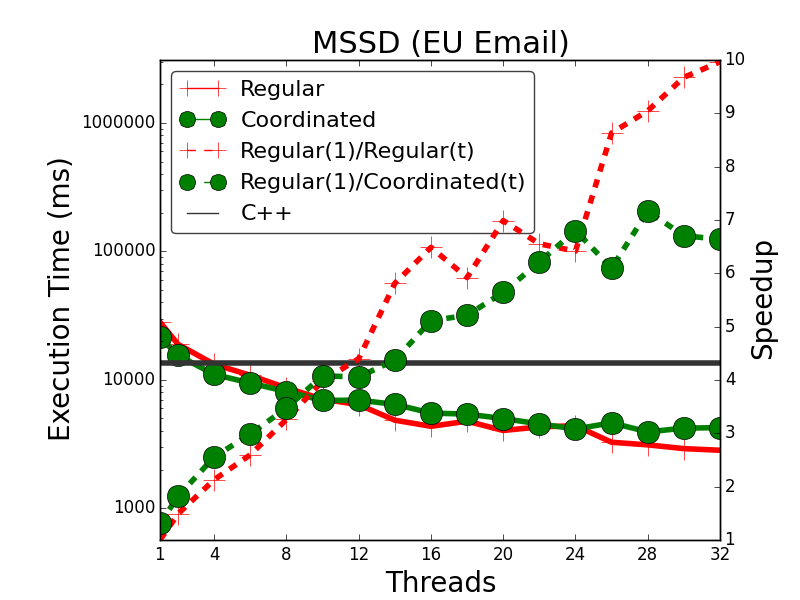 MSSD (EU Email)
Regular
Coordinated
Regular(1)/Regular(t)
Regular(1)/Coordinated(t)
C++
Execution Time (ms)
1000000
100000
10000
1000
10
9
8
7
6
5
4
3
2
1
Speedup
1 4 8 12 16 20 24 28 32
Threads